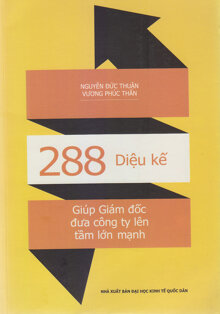 NGUYỄN ĐỨC THUẬN
VƯƠNG PHÚC THÂN
288 Diệu kế
Giúp Giám đốc
đưa công ty lên
tầm lớn mạnh
NHÀ XUẤT BẢN ĐẠI HỌC KINH TẾ QUỐC DÂN